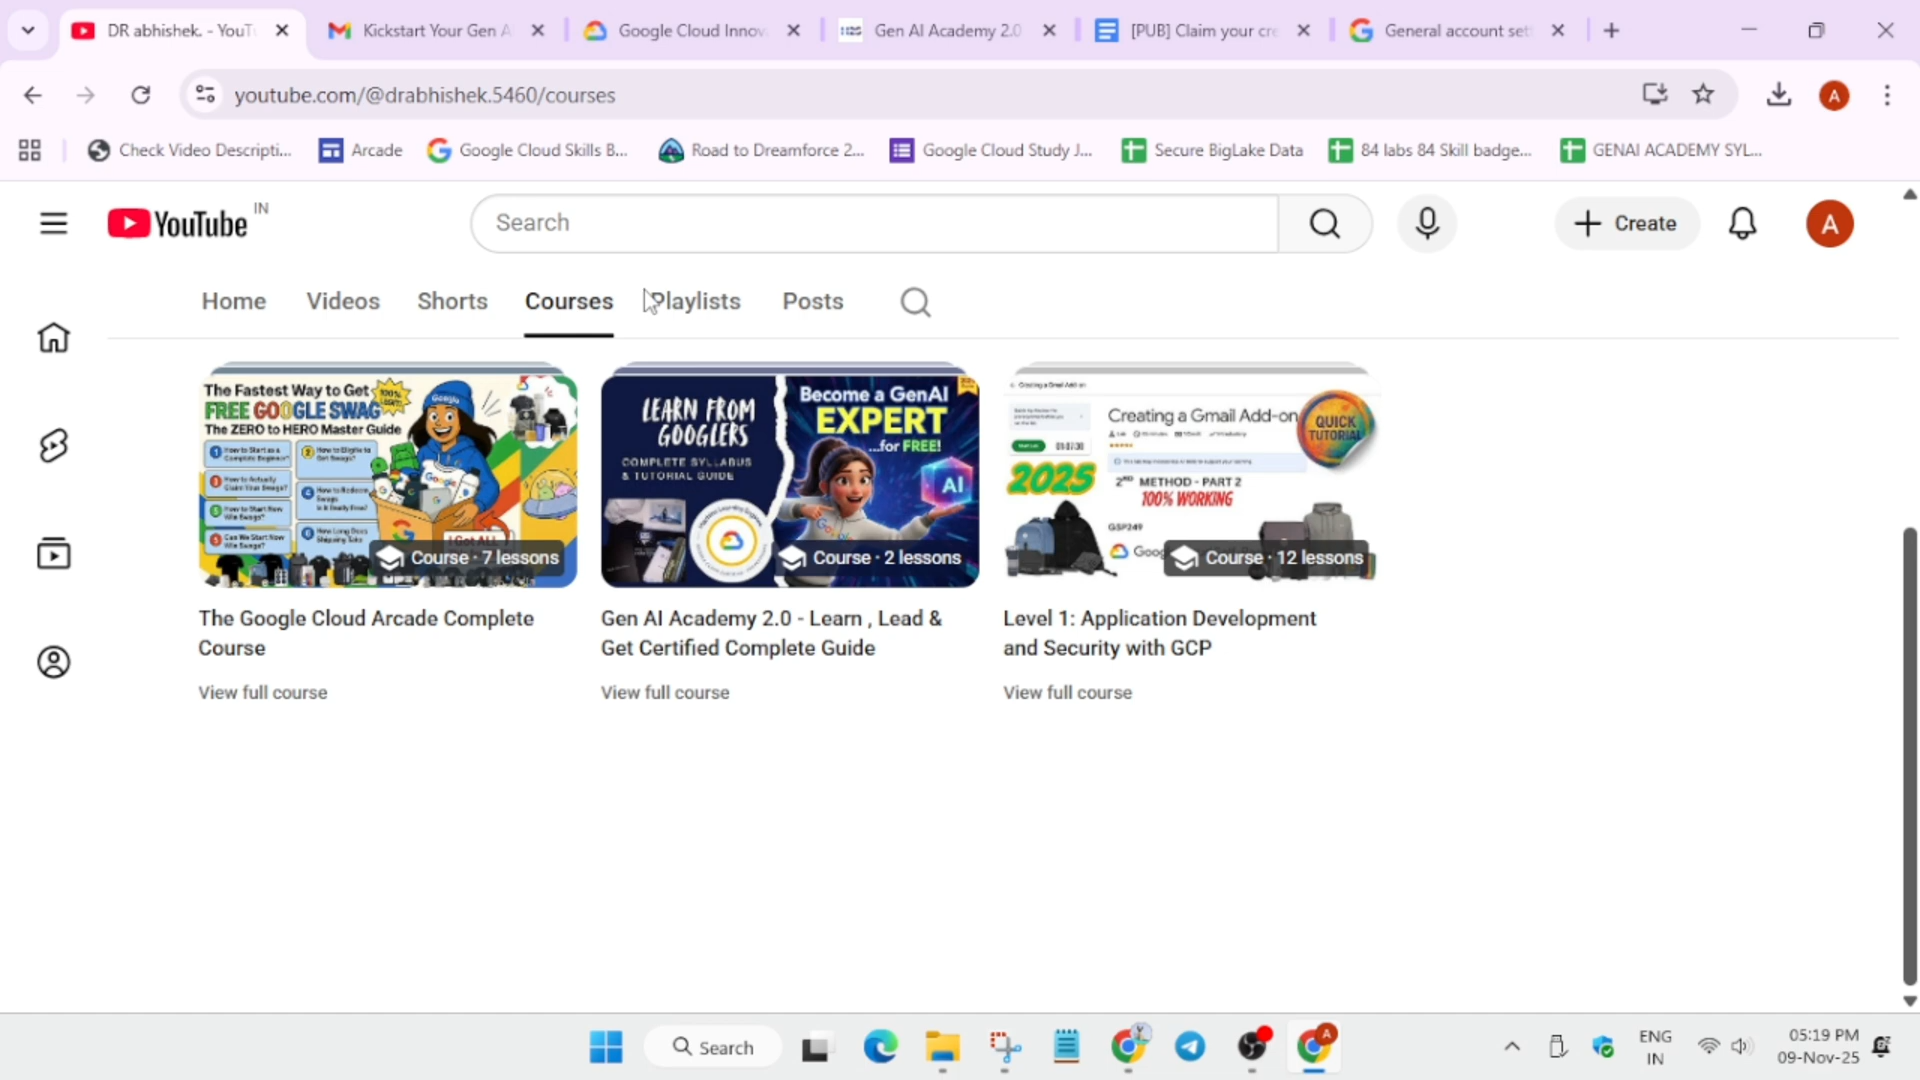 DR abhishek. - YouT
Kickstart Your Gen A
Google Cloud Innov
Gen AI Academy 2.0
[PUB] Claim your cre
General account set
youtube.com/@drabhishek.5460/courses
A
Check Video Descripti...
Arcade
Google Cloud Skills B...
Road to Dreamforce 2...
Google Cloud Study J...
Secure BigLake Data
84 labs 84 Skill badge...
GENAI ACADEMY SYL...
YouTube IN
Search
Create
A
Home
Videos
Shorts
Courses
Playlists
Posts
The Fastest Way to Get
FREE GOOGLE SWAG
The ZERO to HERO Master Guide
Course · 7 lessons
LEARN FROM
GOOGLERS
COMPLETE SYLLABUS
& TUTORIAL GUIDE
Become a GenAI
EXPERT
...for FREE!
AI
Course · 2 lessons
Creating a Gmail Add-on
Creating a Gmail Add-on
QUICK
TUTORIAL
2025
2ND METHOD - PART 2
100% WORKING
GSP249
Course · 12 lessons
The Google Cloud Arcade Complete
Course
View full course
Gen AI Academy 2.0 - Learn , Lead &
Get Certified Complete Guide
View full course
Level 1: Application Development
and Security with GCP
View full course
Search
ENG
IN
05:19 PM
09-Nov-25